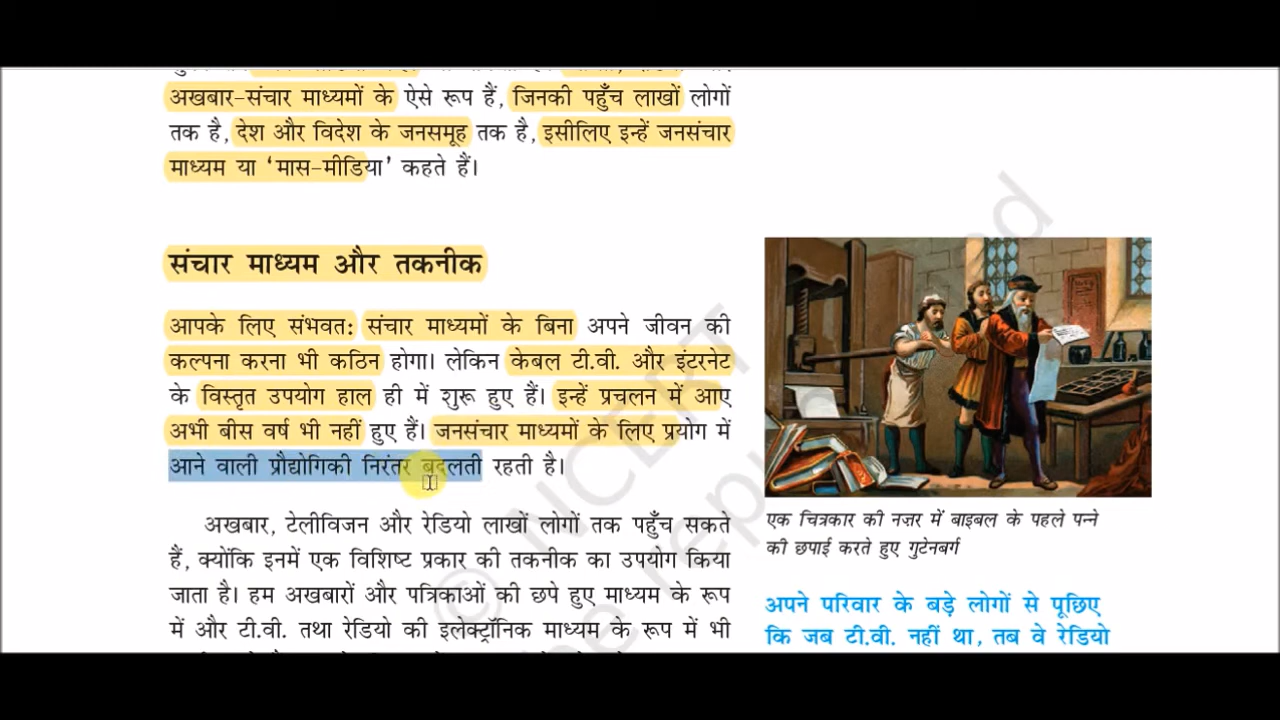 अखबार-संचार माध्यमों के ऐसे रूप हैं, जिनकी पहुँच लाखों लोगों
तक है, देश और विदेश के जनसमूह तक है, इसीलिए इन्हें जनसंचार
माध्यम या ‘मास-मीडिया’ कहते हैं।
संचार माध्यम और तकनीक
आपके लिए संभवत: संचार माध्यमों के बिना अपने जीवन की
कल्पना करना भी कठिन होगा। लेकिन केबल टी.वी. और इंटरनेट
के विस्तृत उपयोग हाल ही में शुरू हुए हैं। इन्हें प्रचलन में आए
अभी बीस वर्ष भी नहीं हुए हैं। जनसंचार माध्यमों के लिए प्रयोग में
आने वाली प्रौद्योगिकी निरंतर बदलती रहती है।
अखबार, टेलीविजन और रेडियो लाखों लोगों तक पहुँच सकते
हैं, क्योंकि इनमें एक विशिष्ट प्रकार की तकनीक का उपयोग किया
जाता है। हम अखबारों और पत्रिकाओं की छपे हुए माध्यम के रूप
में और टी.वी. तथा रेडियो की इलेक्ट्रॉनिक माध्यम के रूप में भी
एक चित्रकार की नज़र में बाइबल के पहले पन्ने
की छपाई करते हुए गुटेनबर्ग
अपने परिवार के बड़े लोगों से पूछिए
कि जब टी.वी. नहीं था, तब वे रेडियो
© NCERT